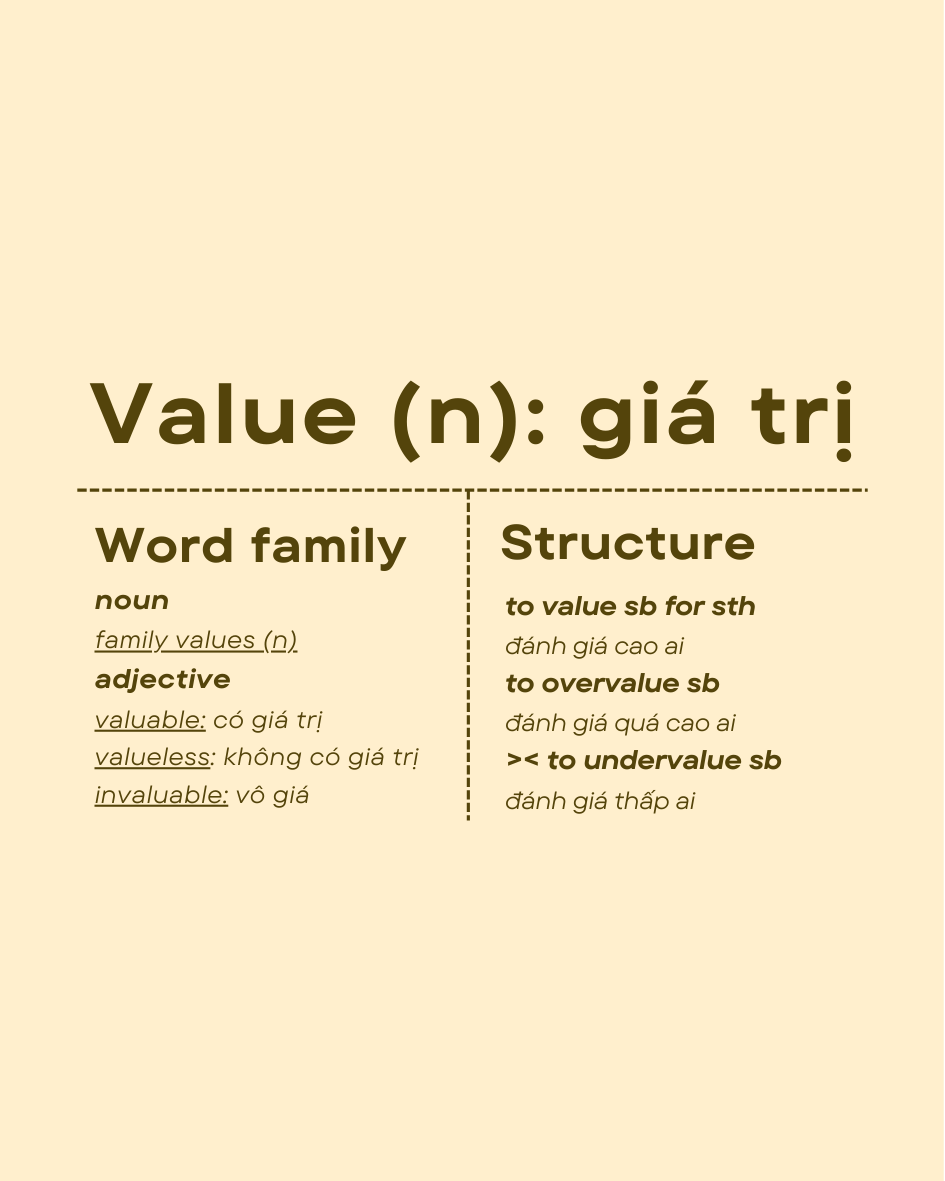 Value (n): giá trị
Word family
noun
family values (n)
adjective
valuable: có giá trị
valueless: không có giá trị
invaluable: vô giá
Structure
to value sb for sth
đánh giá cao ai
to overvalue sb
đánh giá quá cao ai
>< to undervalue sb
đánh giá thấp ai